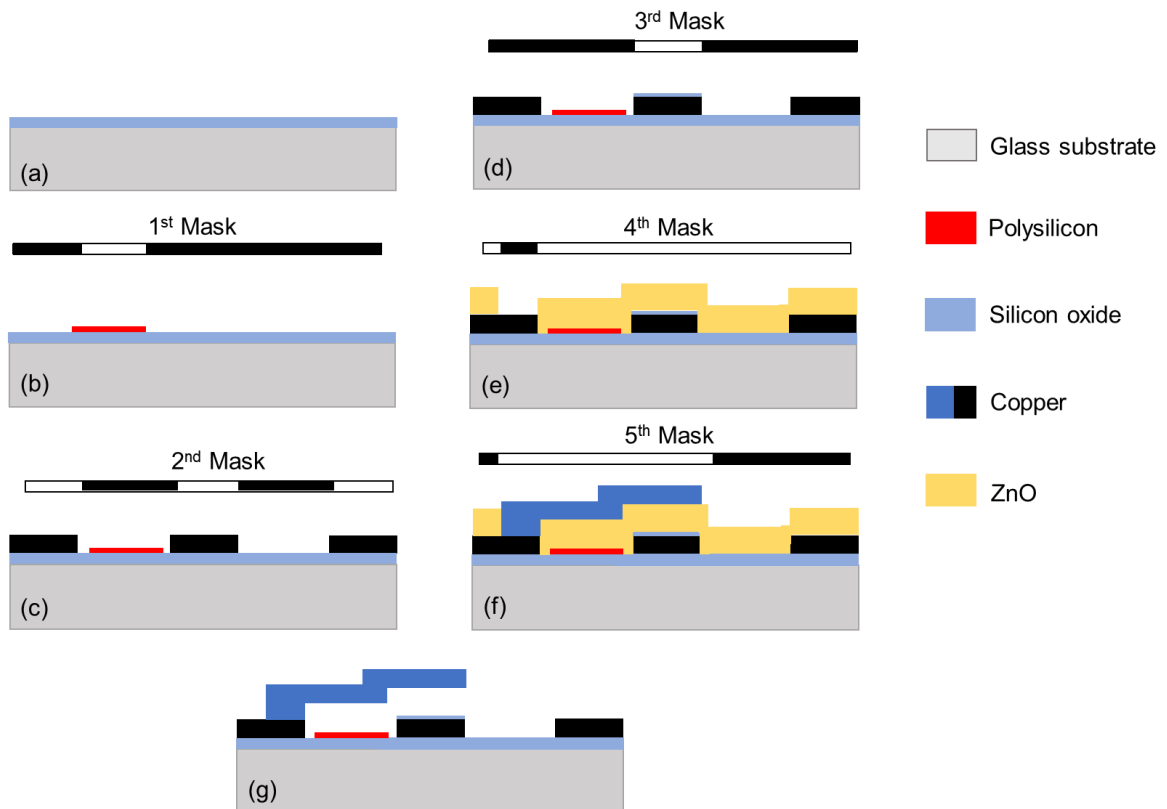 (a)
1st Mask
(b)
2nd Mask
(c)
3rd Mask
(d)
4th Mask
(e)
5th Mask
(f)
(g)
Glass substrate
Polysilicon
Silicon oxide
Copper
ZnO